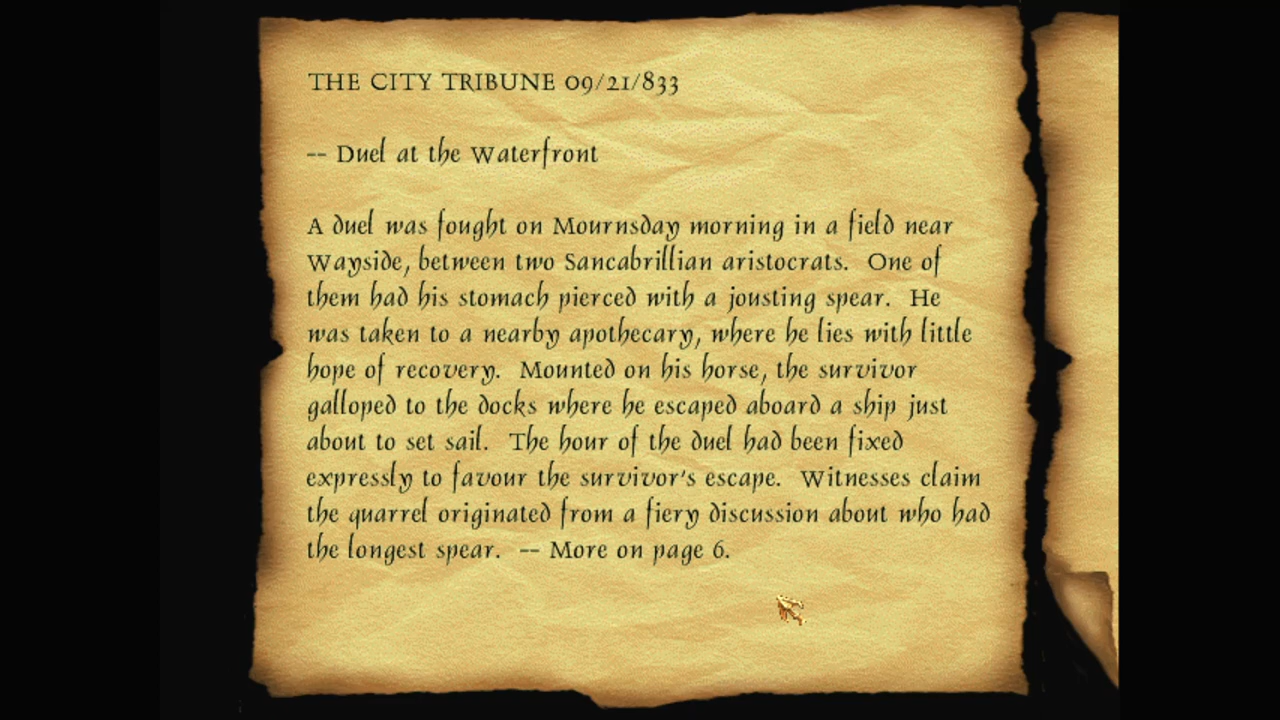 THE CITY TRIBUNE 09/21/833
-- Duel at the Waterfront
A duel was fought on Mournsday morning in a field near
Wayside, between two Sancabrillian aristocrats.  One of
them had his stomach pierced with a jousting spear.  He
was taken to a nearby apothecary, where he lies with little
hope of recovery.  Mounted on his horse, the survivor
galloped to the docks where he escaped aboard a ship just
about to set sail.  The hour of the duel had been fixed
expressly to favour the survivor's escape.  Witnesses claim
the quarrel originated from a fiery discussion about who had
the longest spear.  -- More on page 6.